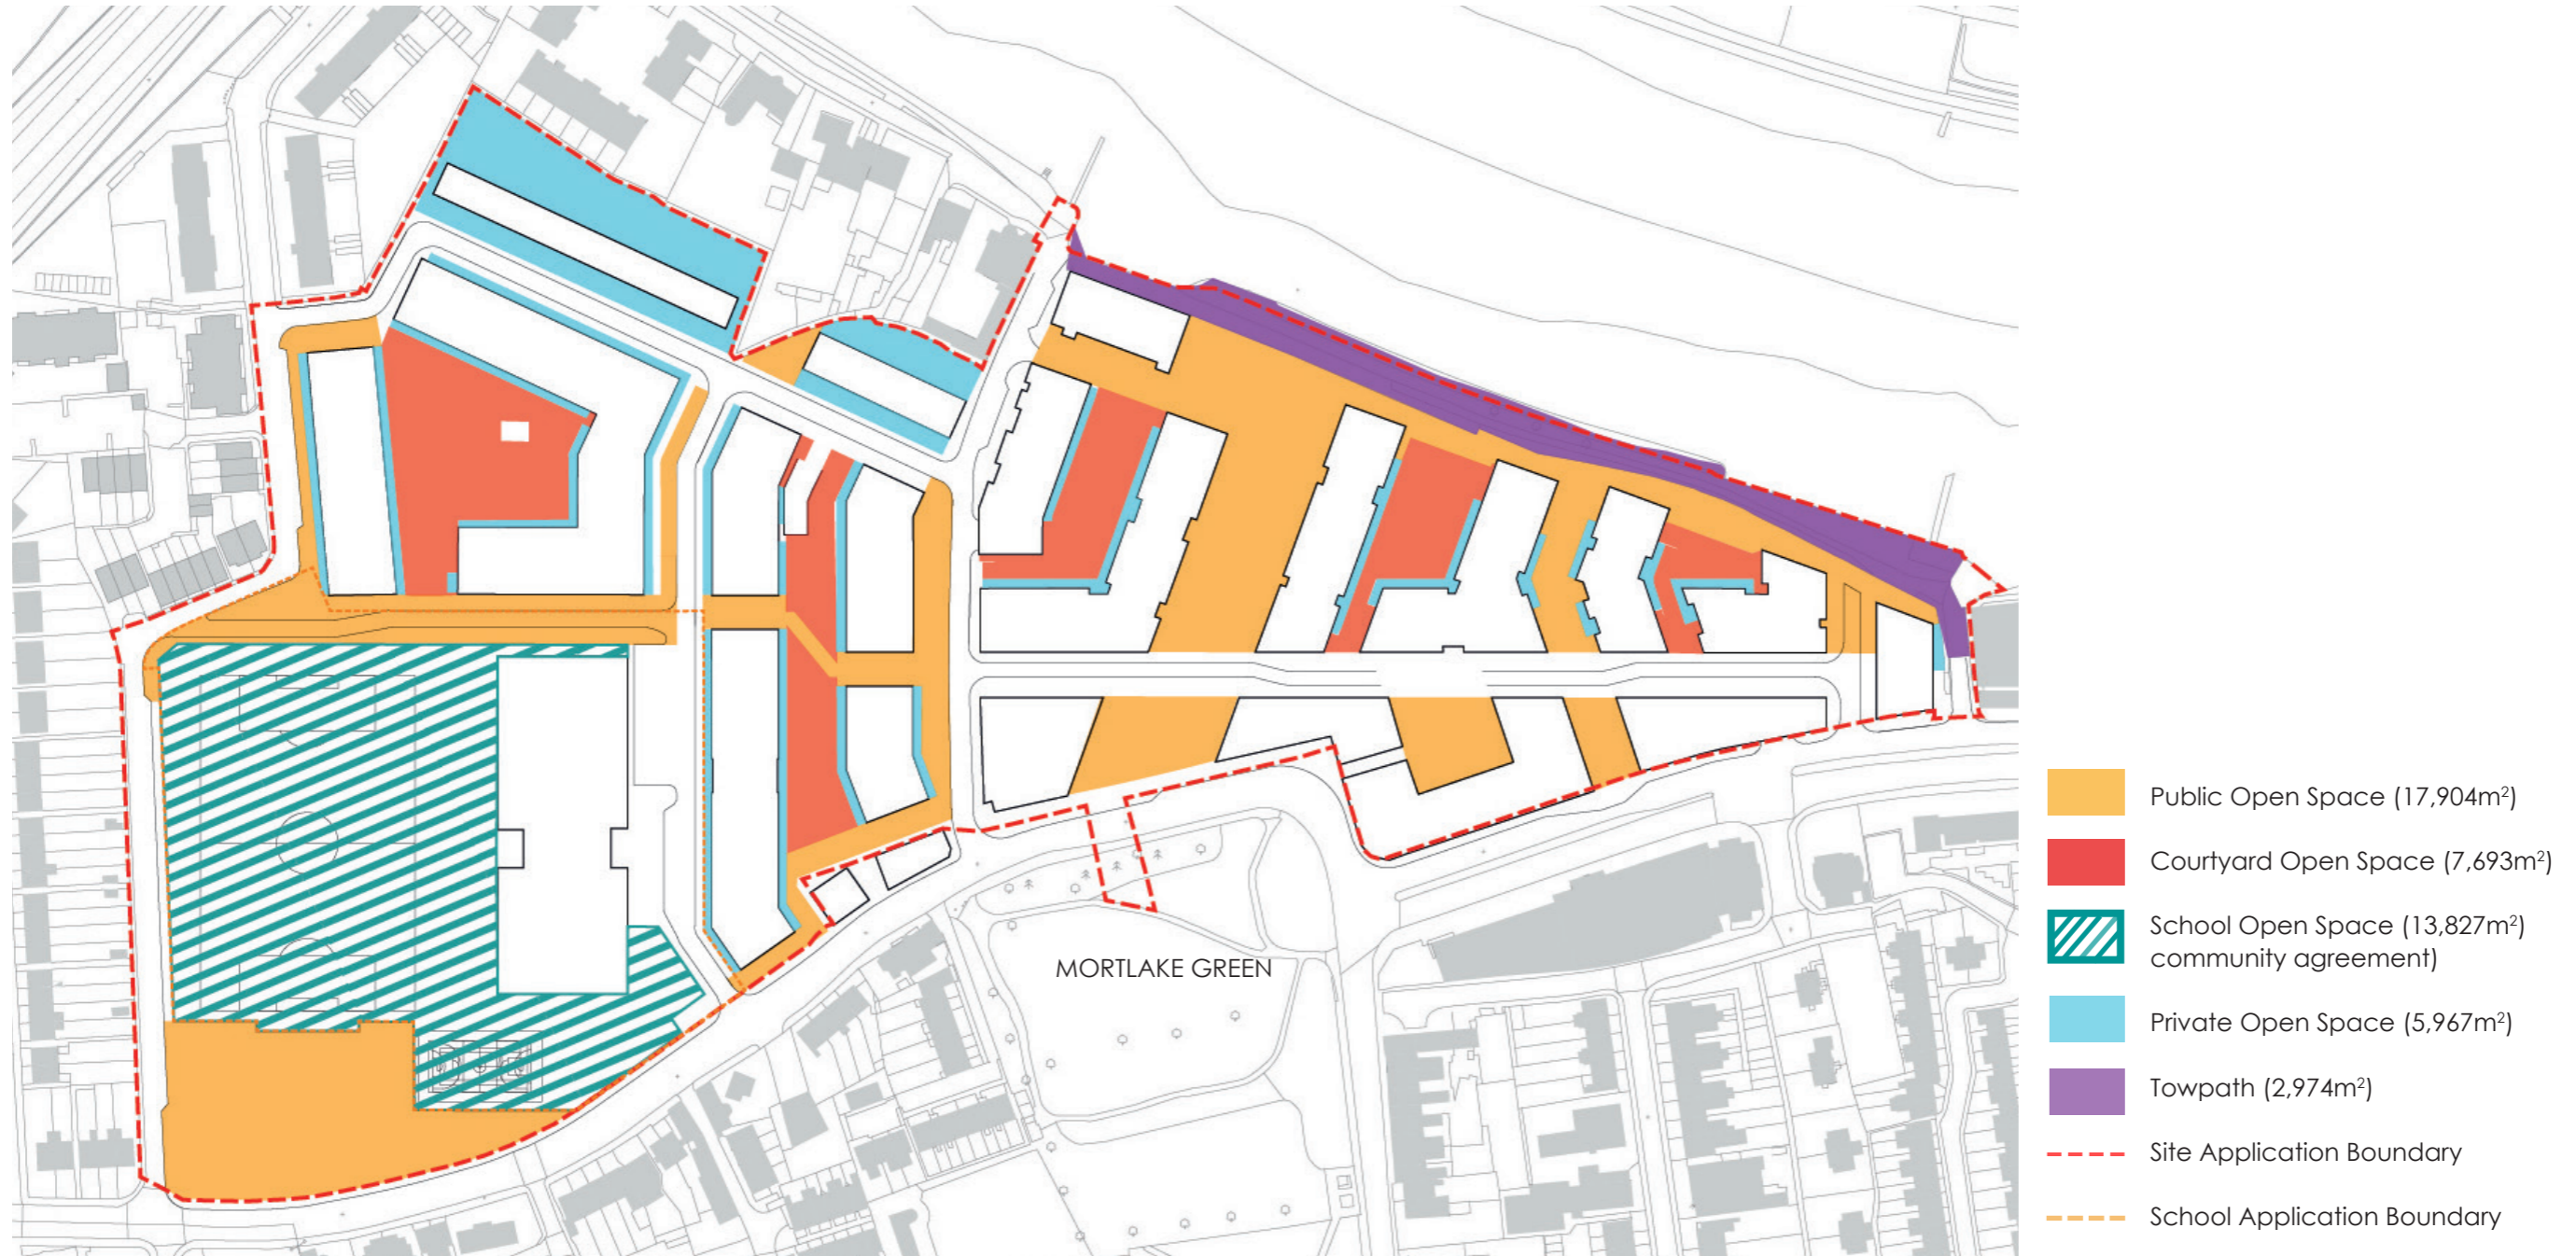 MORTLAKE GREEN
Public Open Space (17,904m²)
Courtyard Open Space (7,693m²)
School Open Space (13,827m²)
community agreement)
Private Open Space (5,967m²)
Towpath (2,974m²)
Site Application Boundary
School Application Boundary